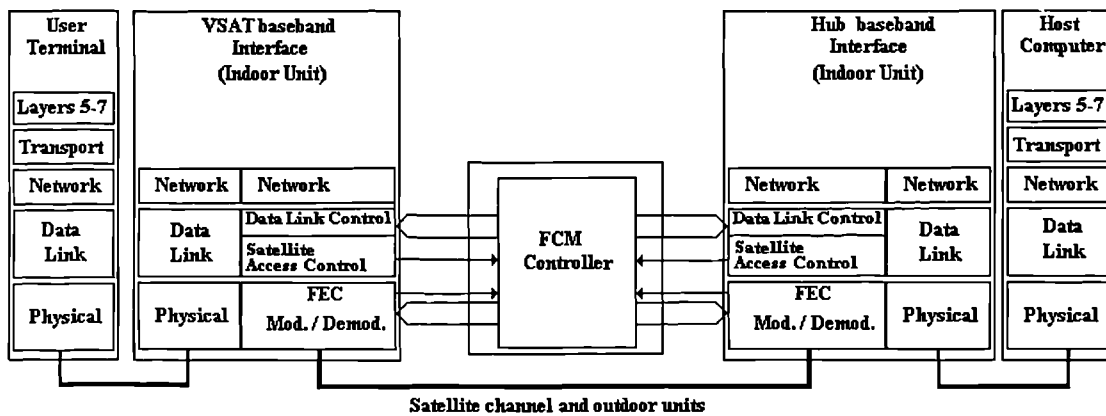 User
Terminal
Layers 5-7
Transport
Network
Data
Link
Physical
VSAT baseband
Interface
(Indoor Unit)
Network
Network
Data
Link
Data Link Control
Satellite
Access Control
Physical
FEC
Mod. / Demod.
FCM
Controller
Hub baseband
Interface
(Indoor Unit)
Network
Network
Data Link Control
Satellite
Access Control
Data
Link
FEC
Mod. / Demod.
Physical
Host
Computer
Layers 5-7
Transport
Network
Data
Link
Physical
Satellite channel and outdoor units